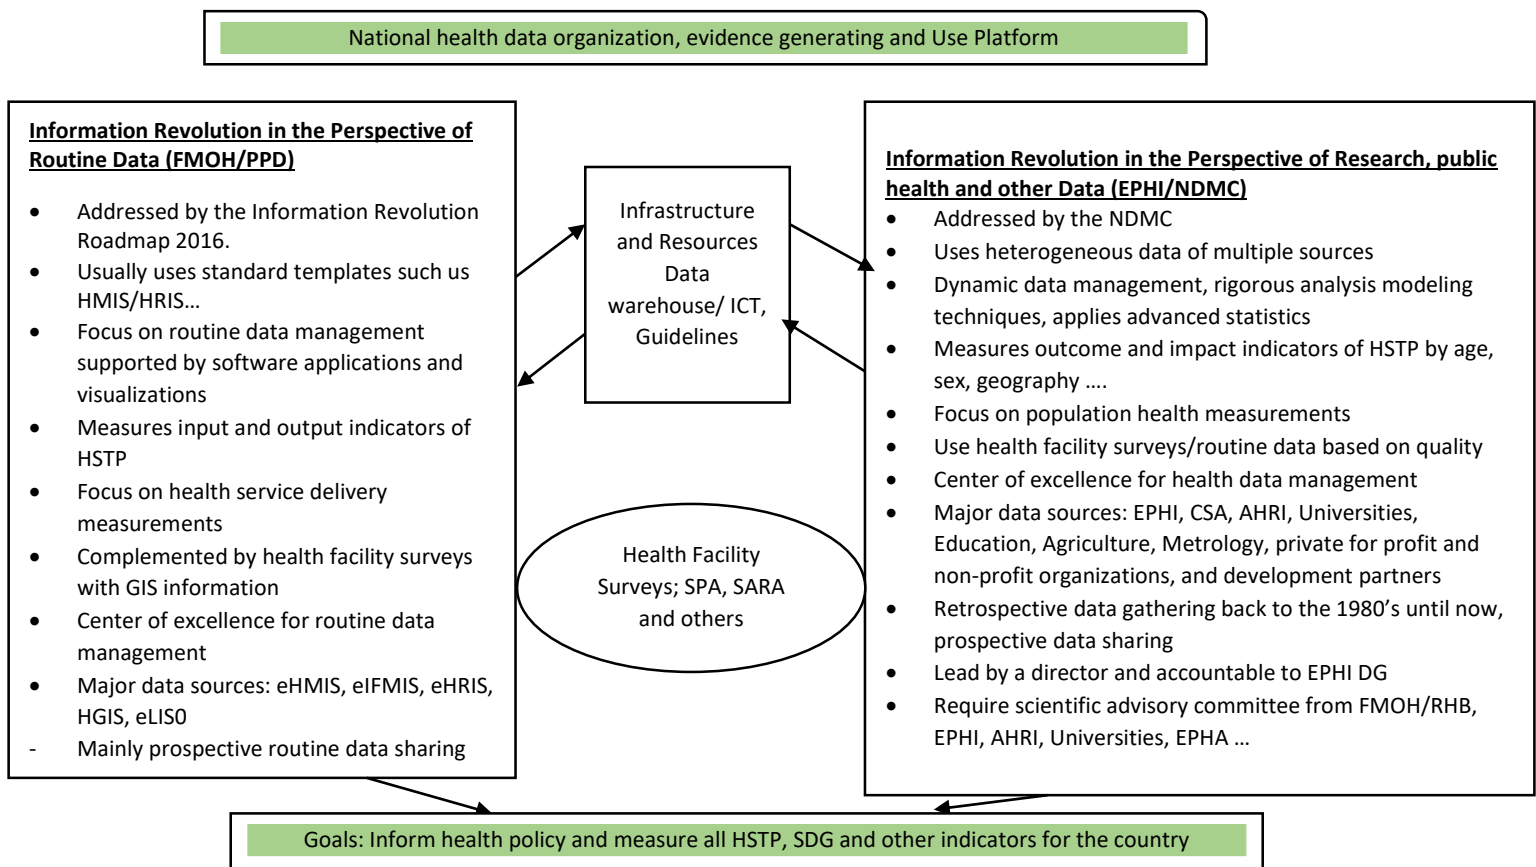 National health data organization, evidence generating and Use Platform
Information Revolution in the Perspective of
Routine Data (FMOH/PPD)
• Addressed by the Information Revolution
Roadmap 2016.
• Usually uses standard templates such us
HMIS/HRIS…
• Focus on routine data management
supported by software applications and
visualizations
• Measures input and output indicators of
HSTP
• Focus on health service delivery
measurements
• Complemented by health facility surveys
with GIS information
• Center of excellence for routine data
management
• Major data sources: eHMIS, eIFMIS, eHRIS,
HGIS, eLIS0
- Mainly prospective routine data sharing
Infrastructure
and Resources
Data
warehouse/ ICT,
Guidelines
Health Facility
Surveys; SPA, SARA
and others
Information Revolution in the Perspective of Research, public
health and other Data (EPHI/NDMC)
• Addressed by the NDMC
• Uses heterogeneous data of multiple sources
• Dynamic data management, rigorous analysis modeling
techniques, applies advanced statistics
• Measures outcome and impact indicators of HSTP by age,
sex, geography ….
• Focus on population health measurements
• Use health facility surveys/routine data based on quality
• Center of excellence for health data management
• Major data sources: EPHI, CSA, AHRI, Universities,
Education, Agriculture, Metrology, private for profit and
non-profit organizations, and development partners
• Retrospective data gathering back to the 1980’s until now,
prospective data sharing
• Lead by a director and accountable to EPHI DG
• Require scientific advisory committee from FMOH/RHB,
EPHI, AHRI, Universities, EPHA …
Goals: Inform health policy and measure all HSTP, SDG and other indicators for the country